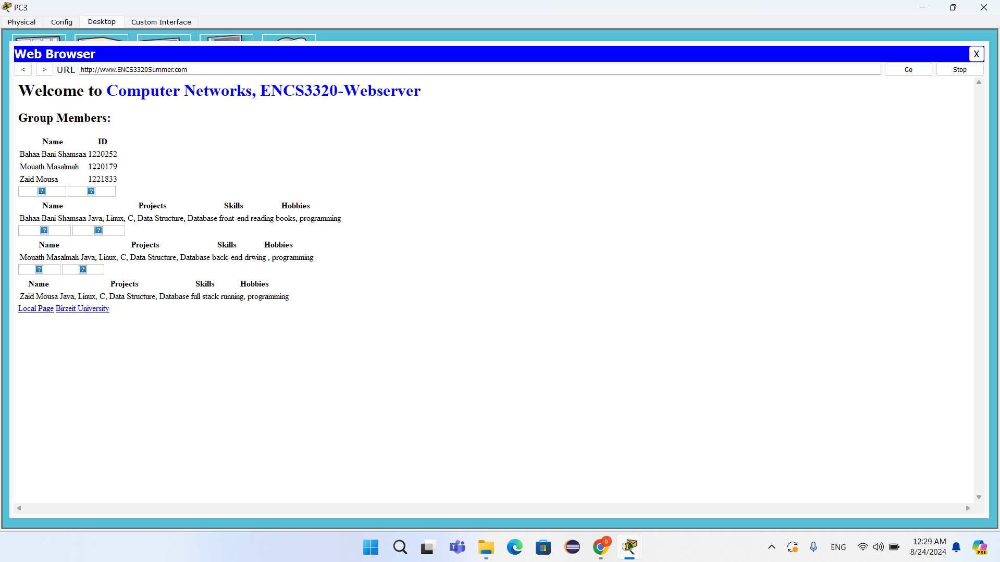 PC3
Physical Config Desktop Custom Interface
Web Browser X
< > URL http://www.ENCS3320Summer.com Go Stop
Welcome to Computer Networks, ENCS3320-Webserver
Group Members:
Name ID
Bahaa Bani Shamsaa 1220252
Mouath Masalmah 1220179
Zaid Mousa 1221833
Name Projects Skills Hobbies
Bahaa Bani Shamsaa Java, Linux, C, Data Structure, Database front-end reading books, programming
Name Projects Skills Hobbies
Mouath Masalmah Java, Linux, C, Data Structure, Database back-end drwing , programming
Name Projects Skills Hobbies
Zaid Mousa Java, Linux, C, Data Structure, Database full stack running, programming
Local Page Birzeit University
b
ENG
12:29 AM
8/24/2024
PRE